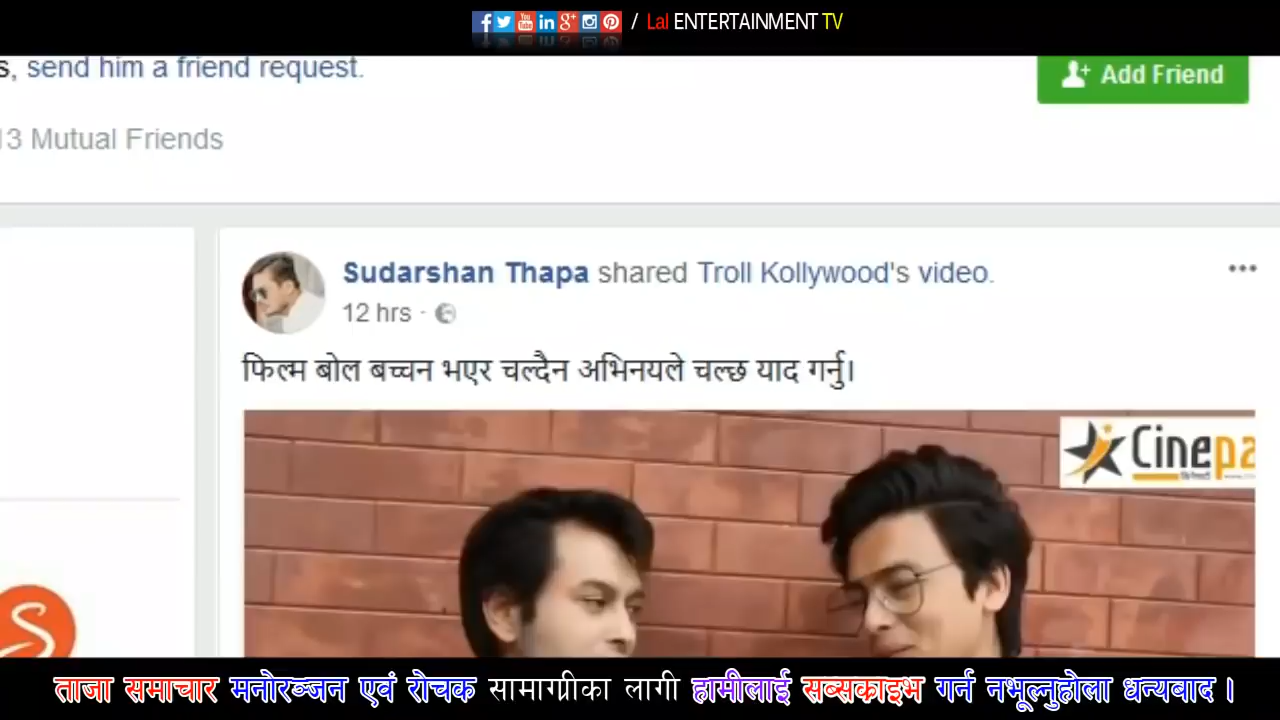 / Lal ENTERTAINMENT TV
s, send him a friend request.
Add Friend
13 Mutual Friends
Sudarshan Thapa shared Troll Kollywood's video.
12 hrs ·
फिल्म बोल बच्चन भएर चल्दैन अभिनयले चल्छ याद गर्नु।
Cinepa
ताजा समाचार मनोरञ्जन एवं रोचक सामाग्रीका लागी हामीलाई सब्सक्राइभ गर्न नभूल्नुहोला धन्यबाद ।